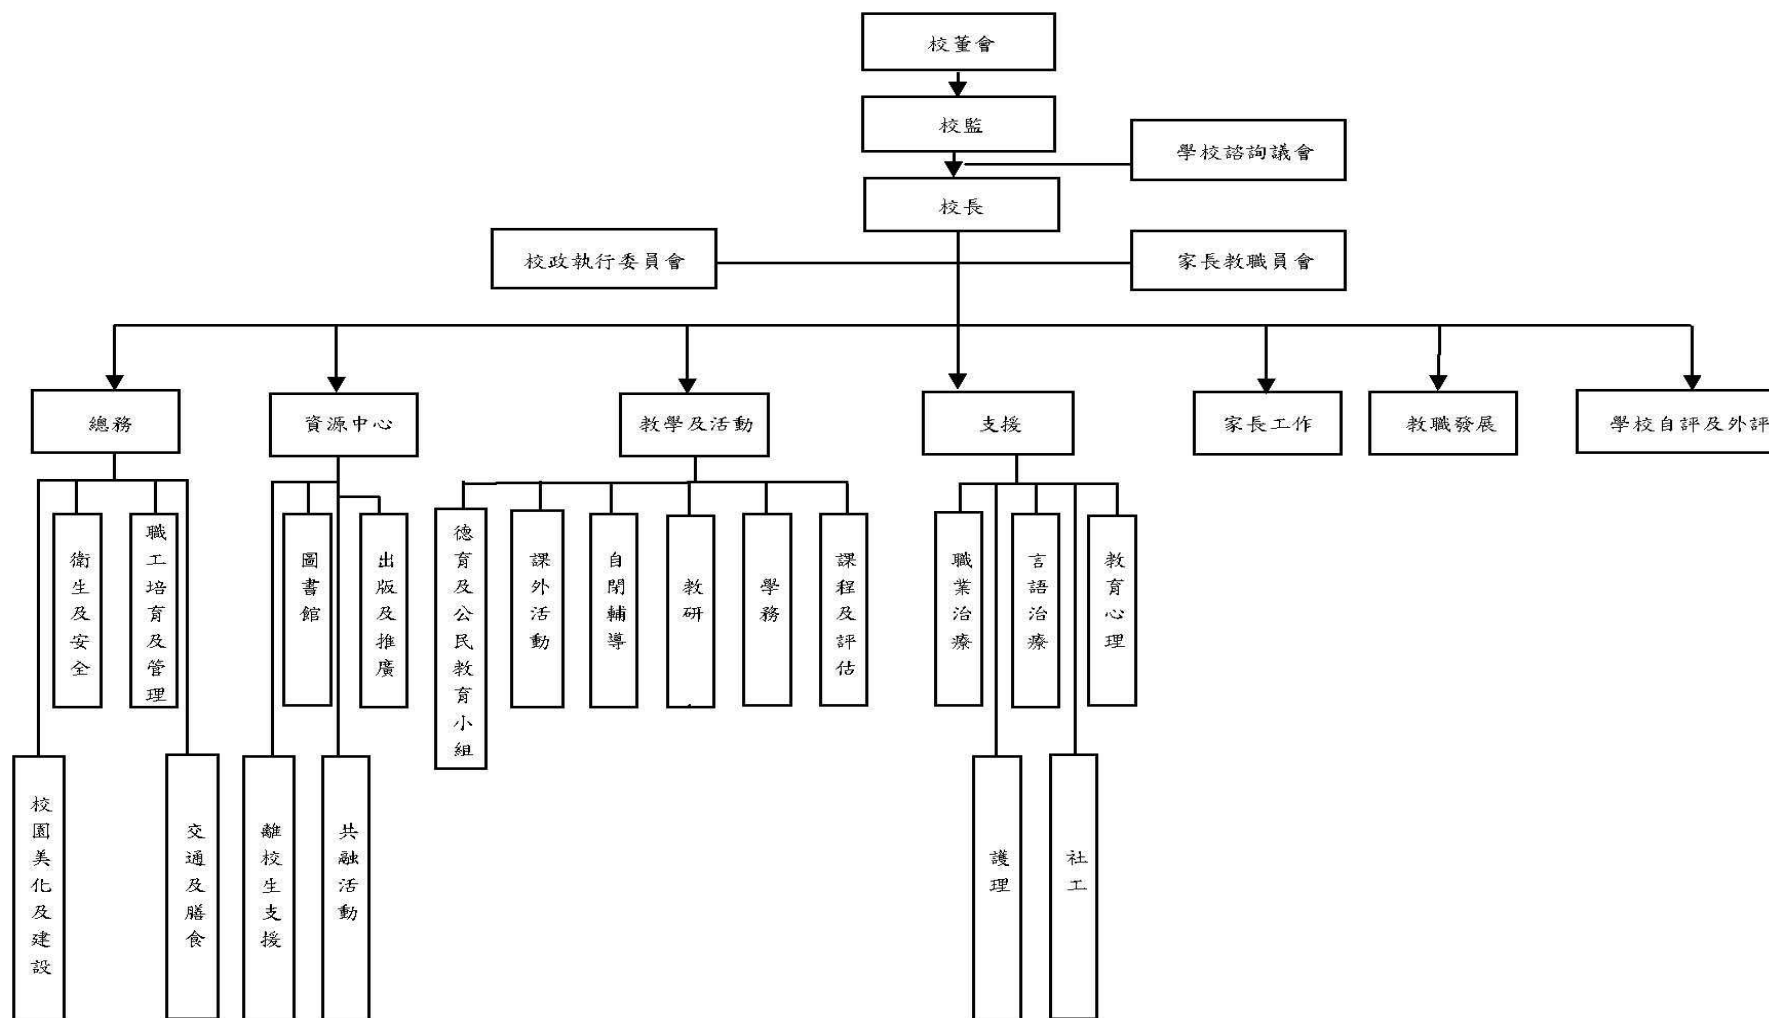 校董會
校監
學校諮詢議會
校長
校政執行委員會
家長教職員會
總務
資源中心
教學及活動
支援
家長工作
教職發展
學校自評及外評
衛生及安全
職工培育及管理
圖書館
出版及推廣
德育及公民教育小組
課外活動
自閉輔導
教研
學務
課程及評估
職業治療
言語治療
教育心理
校園美化及建設
交通及膳食
離校生支援
共融活動
護理
社工